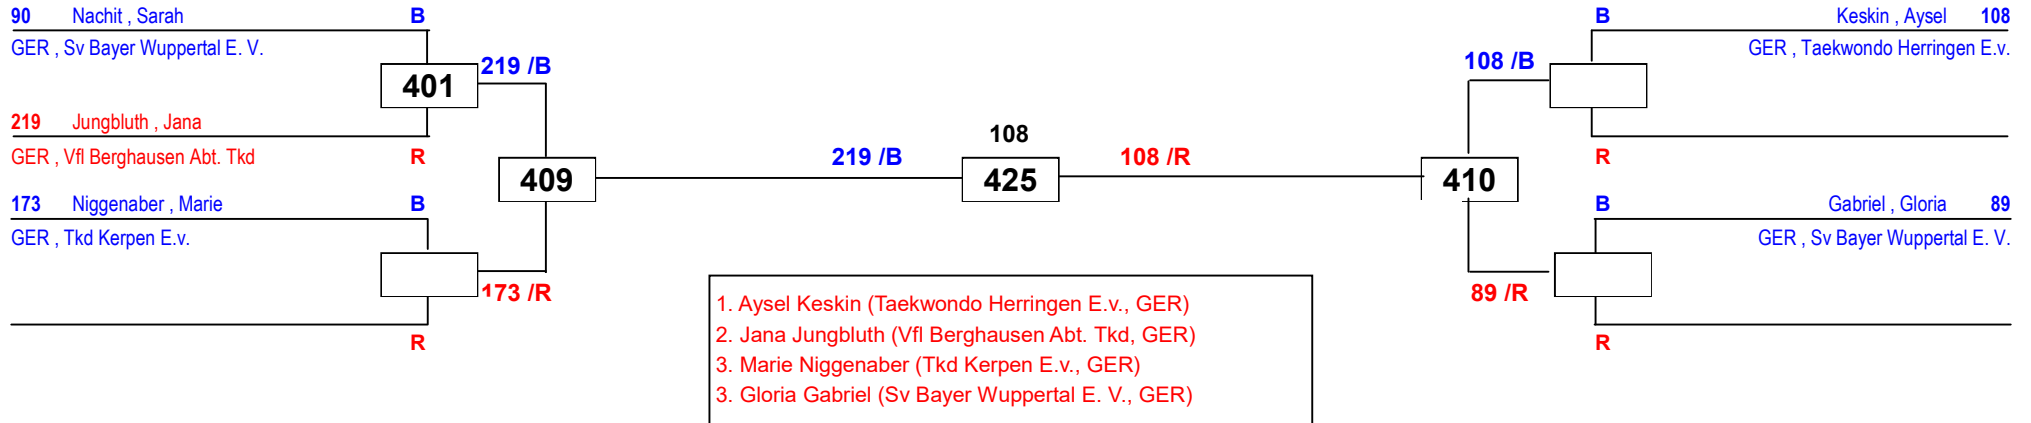 90 Nachit , Sarah B
GER , Sv Bayer Wuppertal E. V.
401
219 /B
219 Jungbluth , Jana
GER , Vfl Berghausen Abt. Tkd R
409
173 Niggenaber , Marie B
GER , Tkd Kerpen E.v.
173 /R
R
219 /B
108
425
108 /R
B Keskin , Aysel 108
GER , Taekwondo Herringen E.v.
108 /B
R
410
B Gabriel , Gloria 89
GER , Sv Bayer Wuppertal E. V.
89 /R
R
1. Aysel Keskin (Taekwondo Herringen E.v., GER)
2. Jana Jungbluth (Vfl Berghausen Abt. Tkd, GER)
3. Marie Niggenaber (Tkd Kerpen E.v., GER)
3. Gloria Gabriel (Sv Bayer Wuppertal E. V., GER)